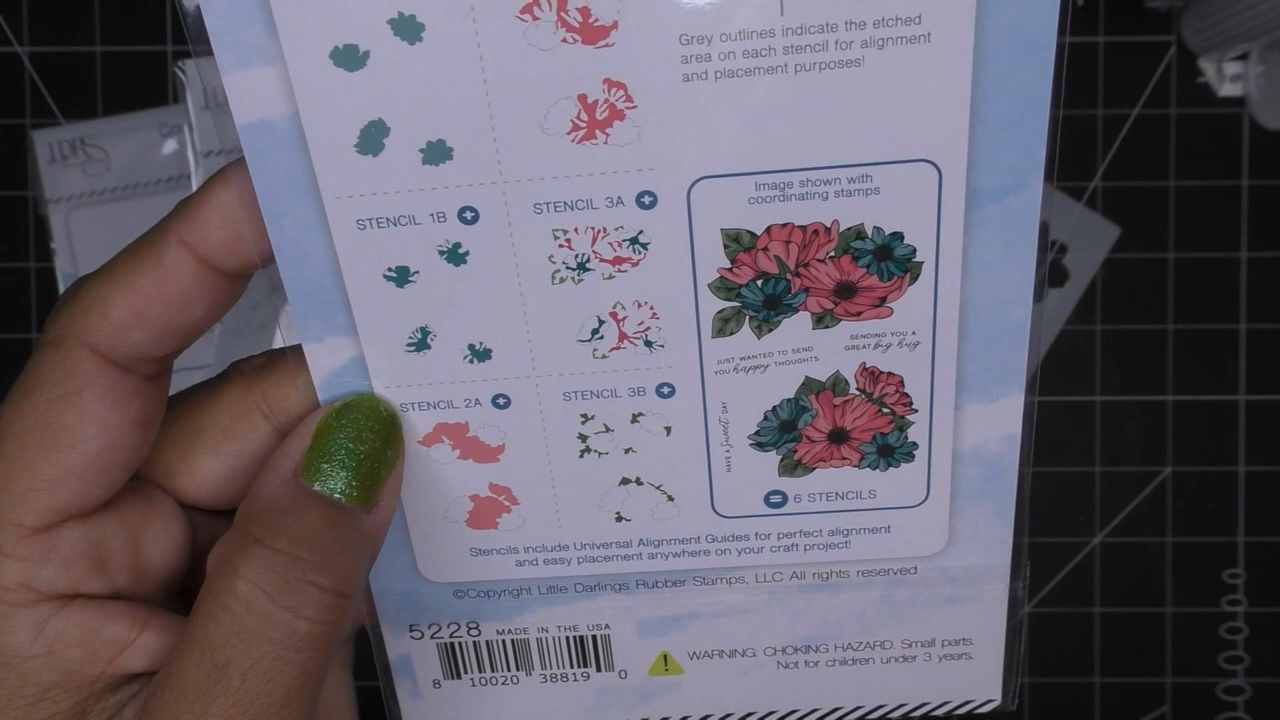 Grey outlines indicate the etched
area on each stencil for alignment
and placement purposes!
STENCIL 1B +
STENCIL 3A +
STENCIL 2A +
STENCIL 3B +
Image shown with
coordinating stamps
JUST WANTED TO SEND
YOU happy THOUGHTS
SENDING YOU A
GREAT big hug
HAVE A Sweet DAY
= 6 STENCILS
Stencils include Universal Alignment Guides for perfect alignment
and easy placement anywhere on your craft project!
©Copyright Little Darlings Rubber Stamps, LLC All rights reserved
5228 MADE IN THE USA
8 10020 38819 0
WARNING: CHOKING HAZARD. Small parts.
Not for children under 3 years.